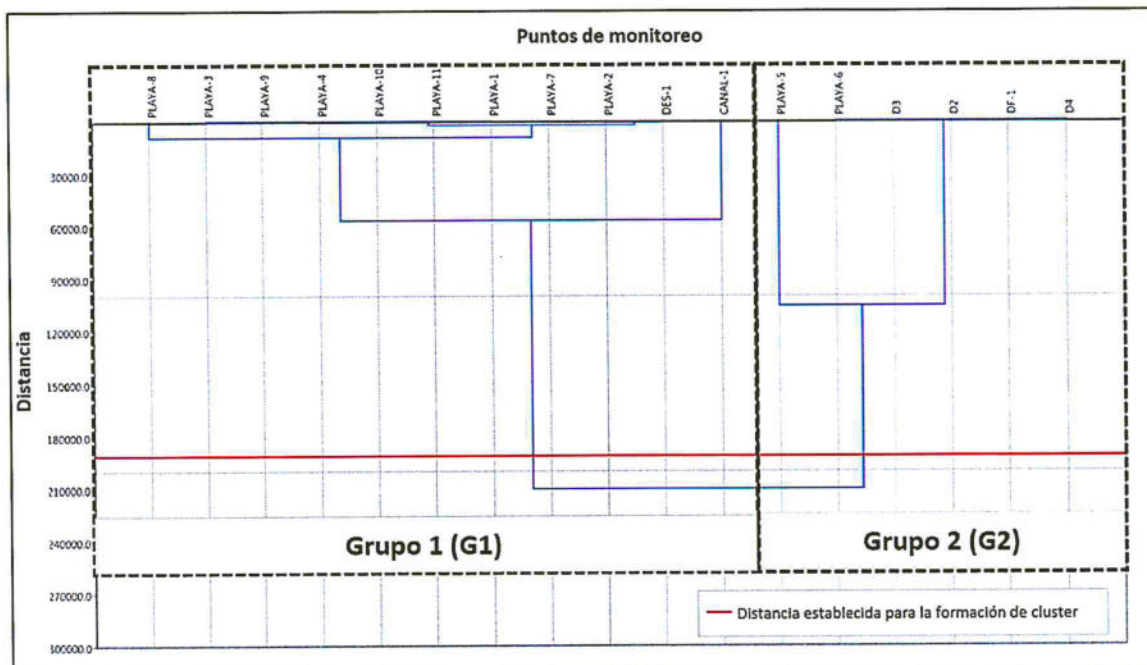 Puntos de monitoreo
PLAYA-8
PLAYA-3
PLAYA-9
PLAYA-4
PLAYA-10
PLAYA-11
PLAYA-1
PLAYA-7
PLAYA-2
DES-1
CANAL-1
PLAYA-5
PLAYA-6
D3
D2
DF-1
D4
Distancia
30000.0
60000.0
90000.0
120000.0
150000.0
180000.0
210000.0
240000.0
270000.0
300000.0
Grupo 1 (G1)
Grupo 2 (G2)
Distancia establecida para la formación de cluster